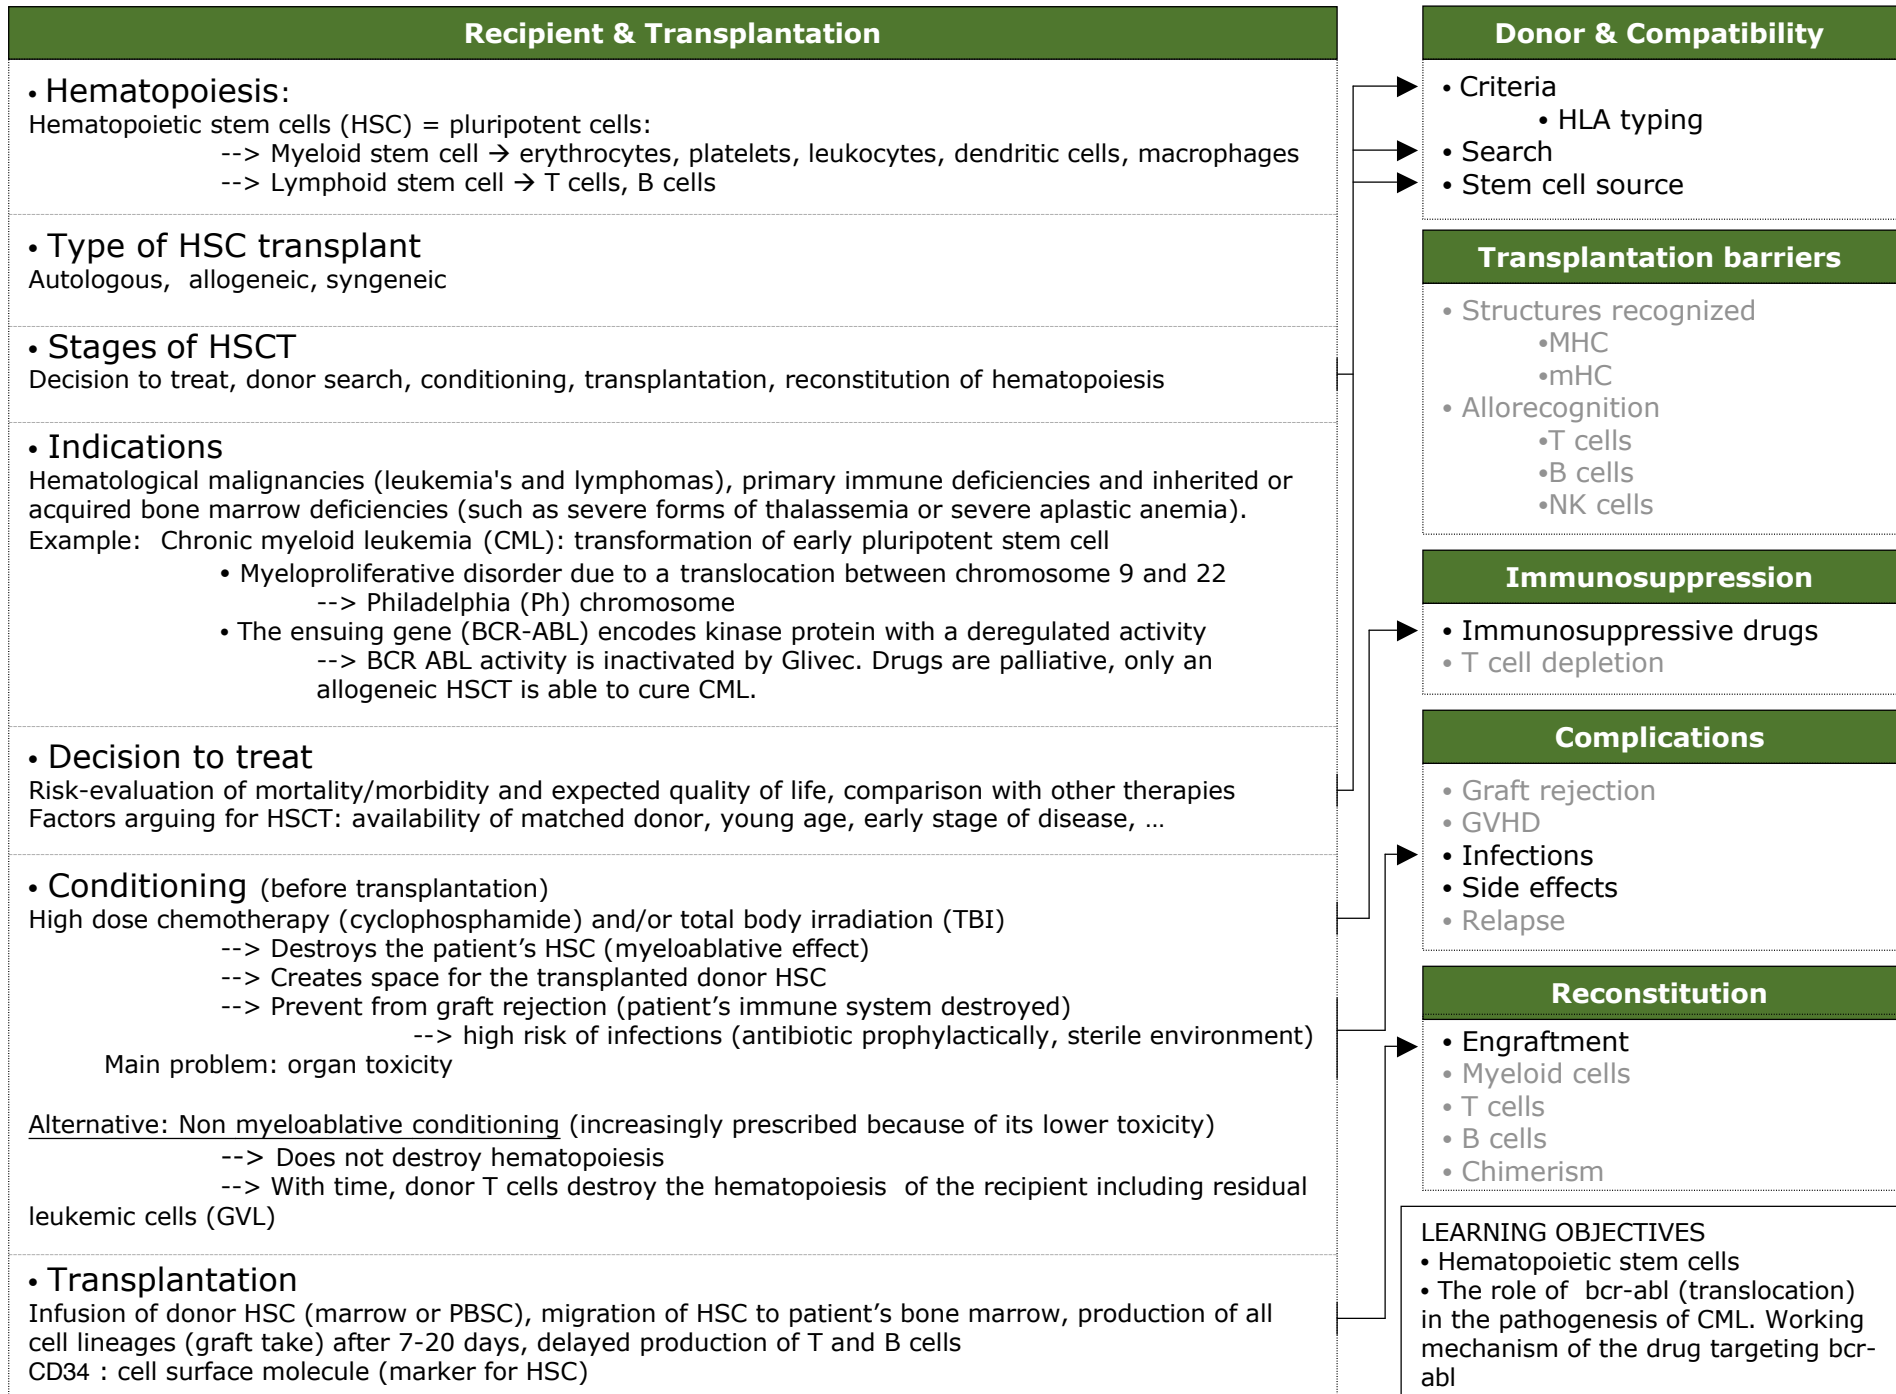 Recipient & Transplantation
• Hematopoiesis:
Hematopoietic stem cells (HSC) = pluripotent cells:
--> Myeloid stem cell → erythrocytes, platelets, leukocytes, dendritic cells, macrophages
--> Lymphoid stem cell → T cells, B cells
• Type of HSC transplant
Autologous, allogeneic, syngeneic
• Stages of HSCT
Decision to treat, donor search, conditioning, transplantation, reconstitution of hematopoiesis
• Indications
Hematological malignancies (leukemia's and lymphomas), primary immune deficiencies and inherited or
acquired bone marrow deficiencies (such as severe forms of thalassemia or severe aplastic anemia).
Example: Chronic myeloid leukemia (CML): transformation of early pluripotent stem cell
• Myeloproliferative disorder due to a translocation between chromosome 9 and 22
--> Philadelphia (Ph) chromosome
• The ensuing gene (BCR-ABL) encodes kinase protein with a deregulated activity
--> BCR ABL activity is inactivated by Glivec. Drugs are palliative, only an
allogeneic HSCT is able to cure CML.
• Decision to treat
Risk-evaluation of mortality/morbidity and expected quality of life, comparison with other therapies
Factors arguing for HSCT: availability of matched donor, young age, early stage of disease, …
• Conditioning (before transplantation)
High dose chemotherapy (cyclophosphamide) and/or total body irradiation (TBI)
--> Destroys the patient's HSC (myeloablative effect)
--> Creates space for the transplanted donor HSC
--> Prevent from graft rejection (patient's immune system destroyed)
--> high risk of infections (antibiotic prophylactically, sterile environment)
Main problem: organ toxicity
Alternative: Non myeloablative conditioning (increasingly prescribed because of its lower toxicity)
--> Does not destroy hematopoiesis
--> With time, donor T cells destroy the hematopoiesis of the recipient including residual
leukemic cells (GVL)
• Transplantation
Infusion of donor HSC (marrow or PBSC), migration of HSC to patient's bone marrow, production of all
cell lineages (graft take) after 7-20 days, delayed production of T and B cells
CD34 : cell surface molecule (marker for HSC)
Donor & Compatibility
• Criteria
• HLA typing
• Search
• Stem cell source
Transplantation barriers
• Structures recognized
•MHC
•mHC
• Allorecognition
•T cells
•B cells
•NK cells
Immunosuppression
• Immunosuppressive drugs
• T cell depletion
Complications
• Graft rejection
• GVHD
• Infections
• Side effects
• Relapse
Reconstitution
• Engraftment
• Myeloid cells
• T cells
• B cells
• Chimerism
LEARNING OBJECTIVES
• Hematopoietic stem cells
• The role of bcr-abl (translocation)
in the pathogenesis of CML. Working
mechanism of the drug targeting bcr-
abl